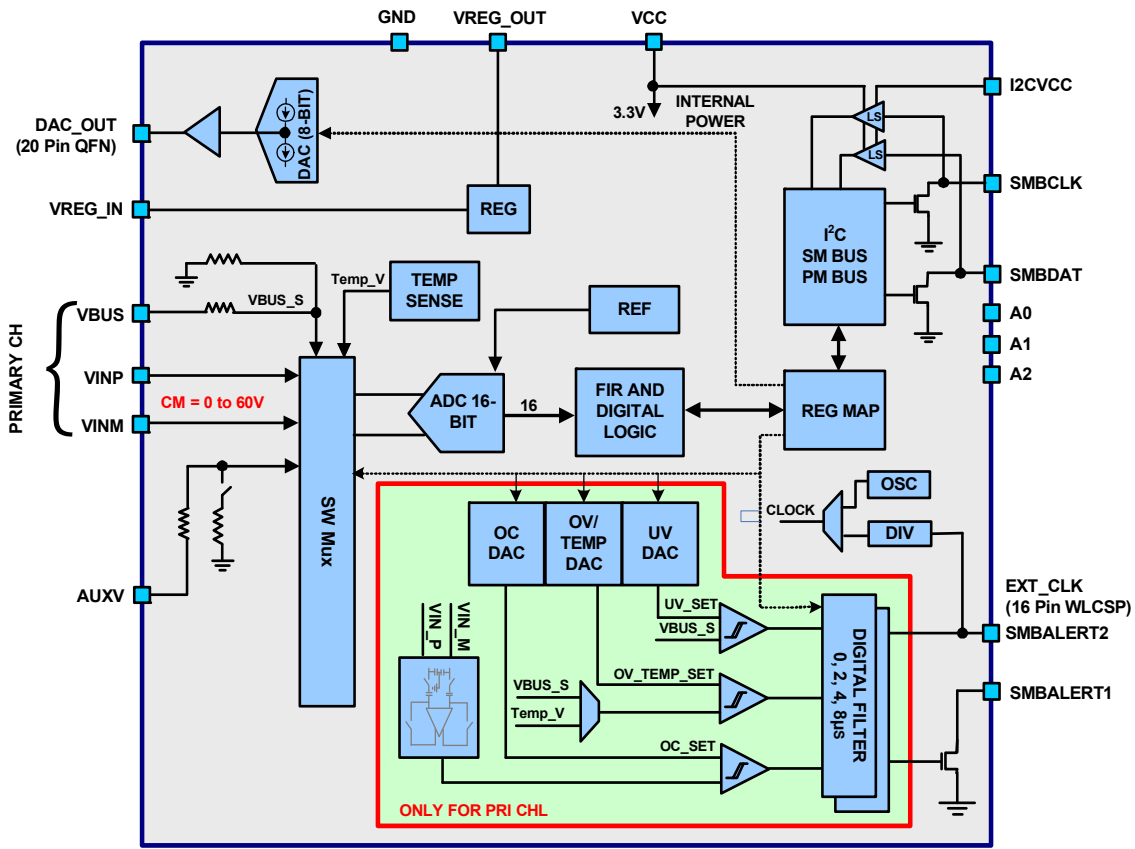 GND
VREG_OUT
VCC
I2CVCC
DAC_OUT
(20 Pin QFN)
DAC (8-BIT)
3.3V
INTERNAL
POWER
LS
LS
SMBCLK
VREG_IN
REG
I²C
SM BUS
PM BUS
SMBDAT
PRIMARY CH
VBUS
VBUS_S
Temp_V
TEMP
SENSE
REF
A0
A1
A2
VINP
CM = 0 to 60V
VINM
SW Mux
ADC 16-
BIT
16
FIR AND
DIGITAL
LOGIC
REG MAP
AUXV
OC
DAC
OV/
TEMP
DAC
UV
DAC
CLOCK
OSC
DIV
EXT_CLK
(16 Pin WLCSP)
SMBALERT2
SMBALERT1
UV_SET
VBUS_S
VIN_P
VIN_M
OV_TEMP_SET
VBUS_S
Temp_V
OC_SET
DIGITAL FILTER
0, 2, 4, 8µs
ONLY FOR PRI CHL